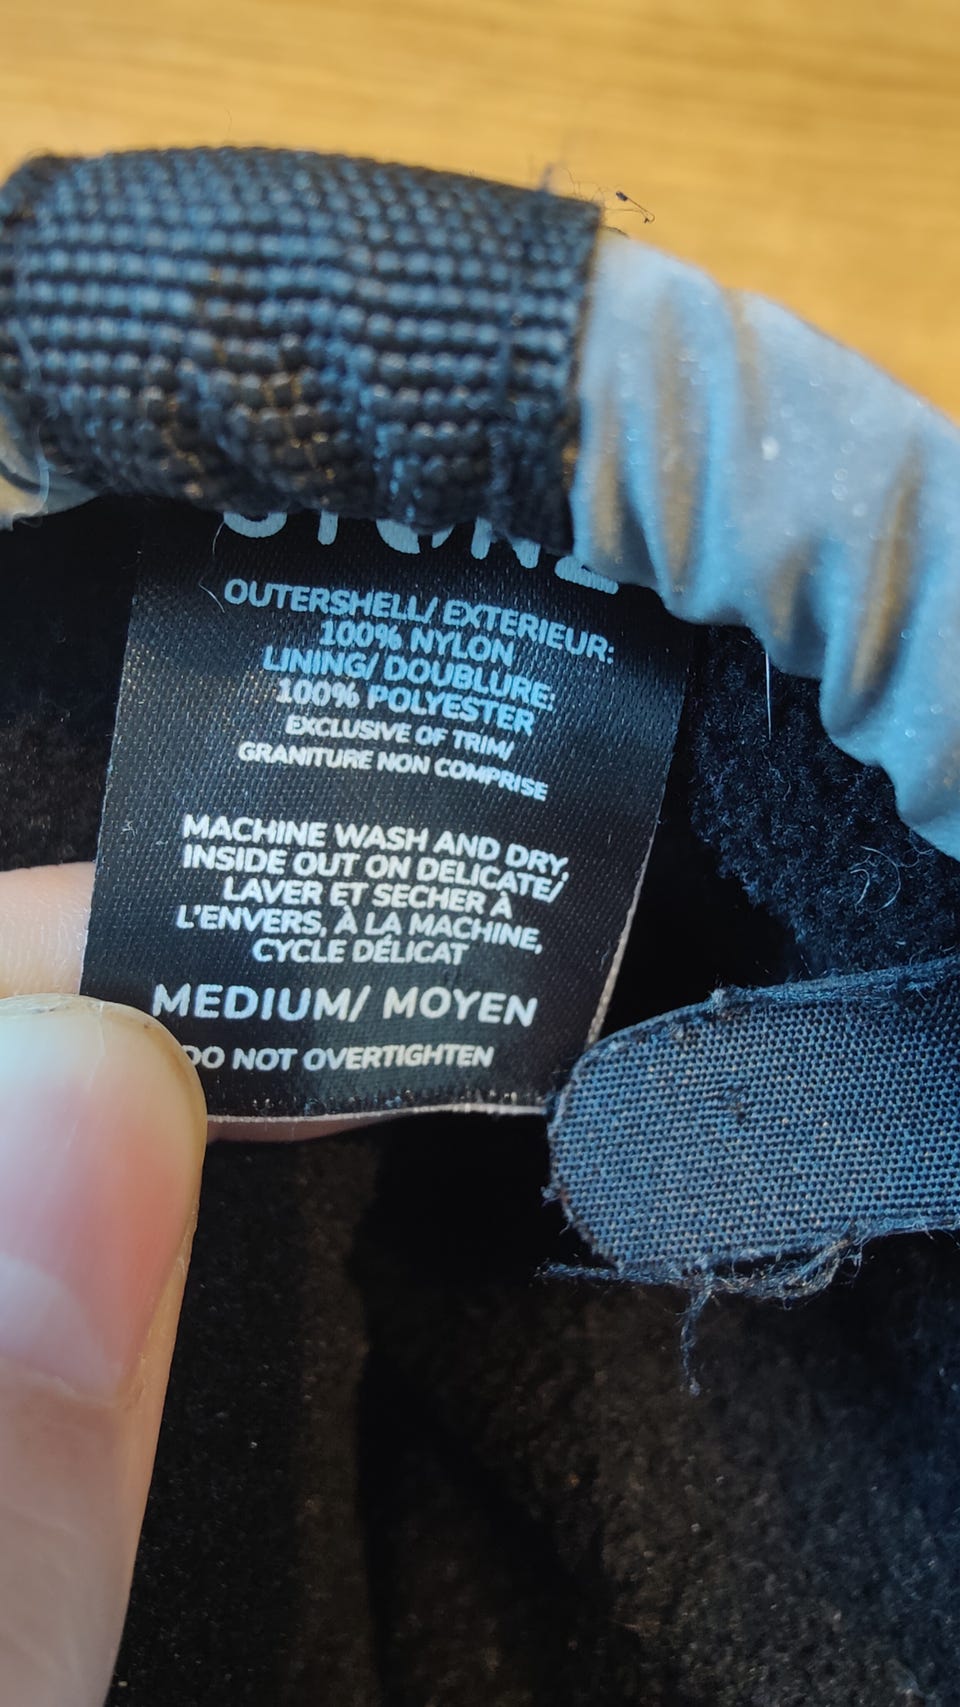 STONZ
OUTERSHELL/ EXTERIEUR:
100% NYLON
LINING/ DOUBLURE:
100% POLYESTER
EXCLUSIVE OF TRIM/
GRANITURE NON COMPRISE
MACHINE WASH AND DRY,
INSIDE OUT ON DELICATE/
LAVER ET SECHER À
L'ENVERS, À LA MACHINE,
CYCLE DÉLICAT
MEDIUM/ MOYEN
DO NOT OVERTIGHTEN